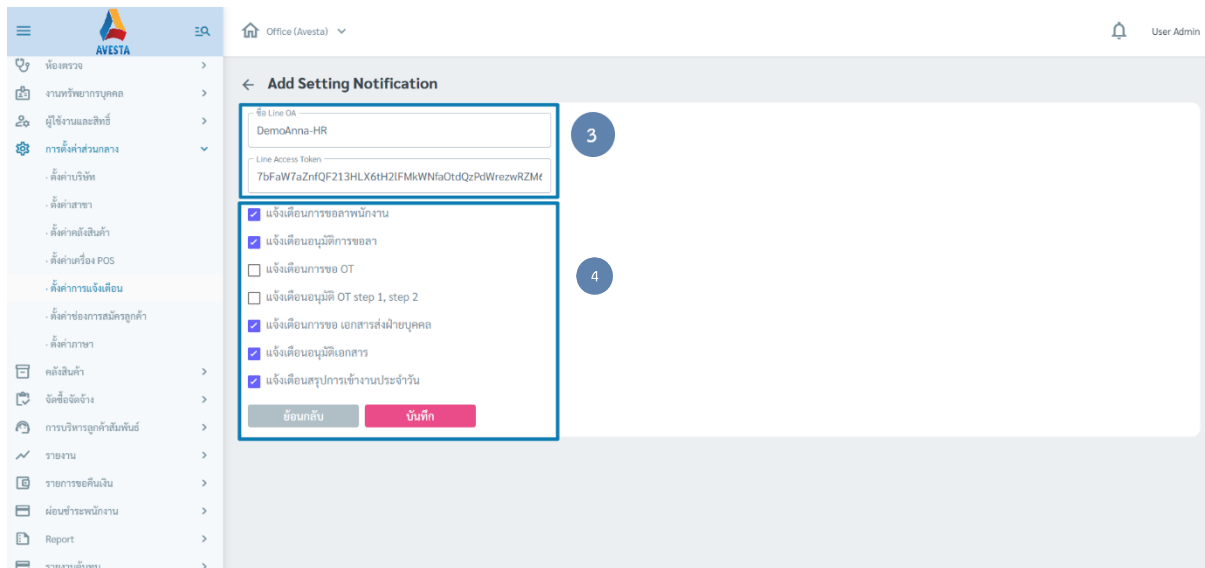 AVESTA
Office (Avesta)
User Admin
ห้องตรวจ
งานทรัพยากรบุคคล
ผู้ใช้งานและสิทธิ์
การตั้งค่าส่วนกลาง
- ตั้งค่าบริษัท
- ตั้งค่าสาขา
- ตั้งค่าคลังสินค้า
- ตั้งค่าเครื่อง POS
- ตั้งค่าการแจ้งเตือน
- ตั้งค่าช่องการสมัครลูกค้า
- ตั้งค่าภาษา
คลังสินค้า
จัดซื้อจัดจ้าง
การบริหารลูกค้าสัมพันธ์
รายงาน
รายการขอคืนเงิน
ผ่อนชำระพนักงาน
Report
รายงานต้นทุน
Add Setting Notification
ชื่อ Line OA
DemoAnna-HR
3
Line Access Token
7bFaW7aZnfQF213HLX6tH2lFMkWNfaOtdQzPdWrezwRZM6
แจ้งเตือนการขอลาพนักงาน
แจ้งเตือนอนุมัติการขอลา
แจ้งเตือนการขอ OT
4
แจ้งเตือนอนุมัติ OT step 1, step 2
แจ้งเตือนการขอ เอกสารส่งฝ่ายบุคคล
แจ้งเตือนอนุมัติเอกสาร
แจ้งเตือนสรุปการเข้างานประจำวัน
ย้อนกลับ
บันทึก